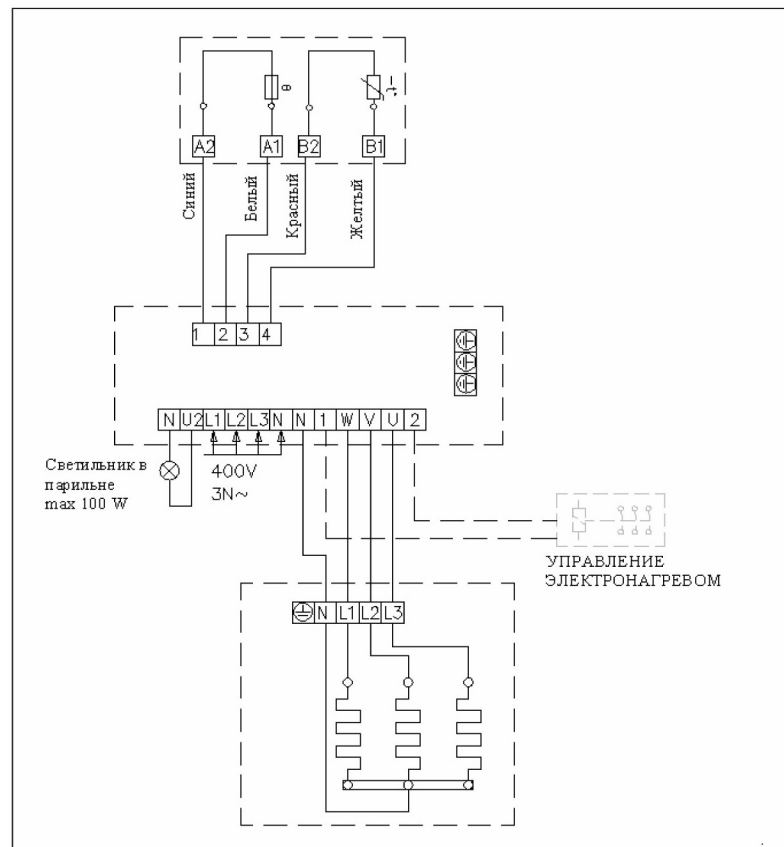 θ -t°
A2 A1 B2 B1
Синий Белый Красный Желтый
1 2 3 4
N U2 L1 L2 L3 N N 1 W V U 2
Светильник в
парильне
max 100 W
400V
3N~
УПРАВЛЕНИЕ
ЭЛЕКТРОНАГРЕВОМ
N L1 L2 L3